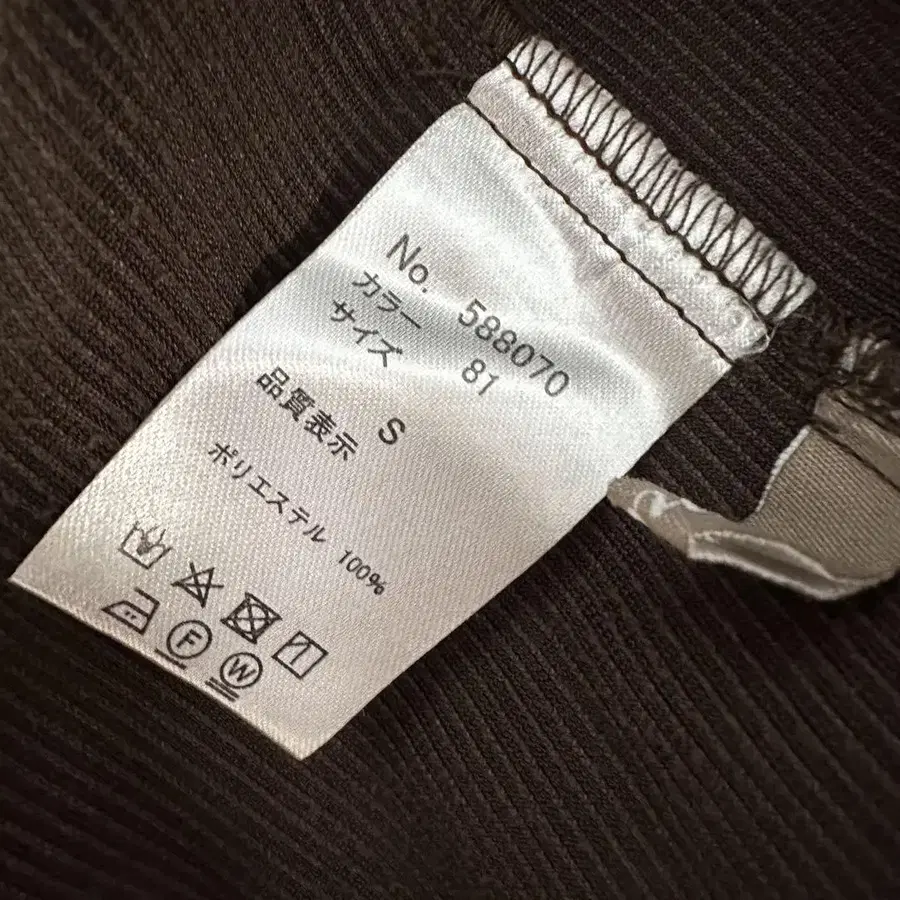 No. 588070
カラー 81
サイズ S
品質表示
ポリエステル 100%
F W